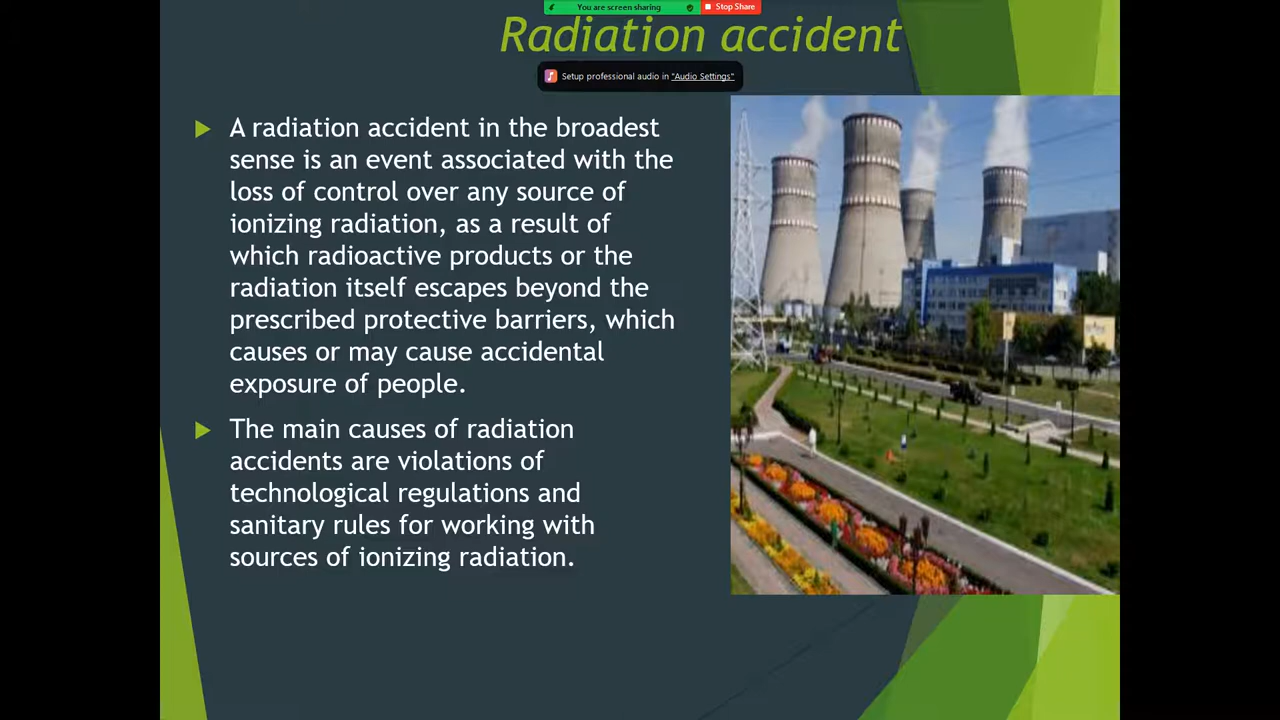 You are screen sharing
Stop Share
Radiation accident
Setup professional audio in "Audio Settings"
A radiation accident in the broadest
sense is an event associated with the
loss of control over any source of
ionizing radiation, as a result of
which radioactive products or the
radiation itself escapes beyond the
prescribed protective barriers, which
causes or may cause accidental
exposure of people.
The main causes of radiation
accidents are violations of
technological regulations and
sanitary rules for working with
sources of ionizing radiation.